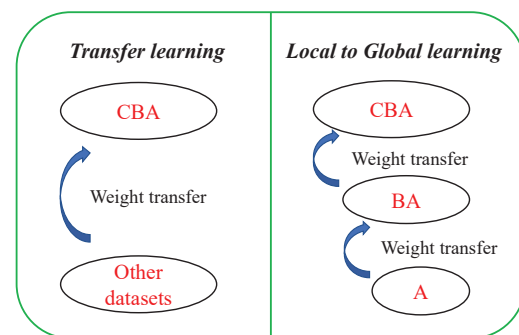 Transfer learning
CBA
Weight transfer
Other
datasets
Local to Global learning
CBA
Weight transfer
BA
Weight transfer
A